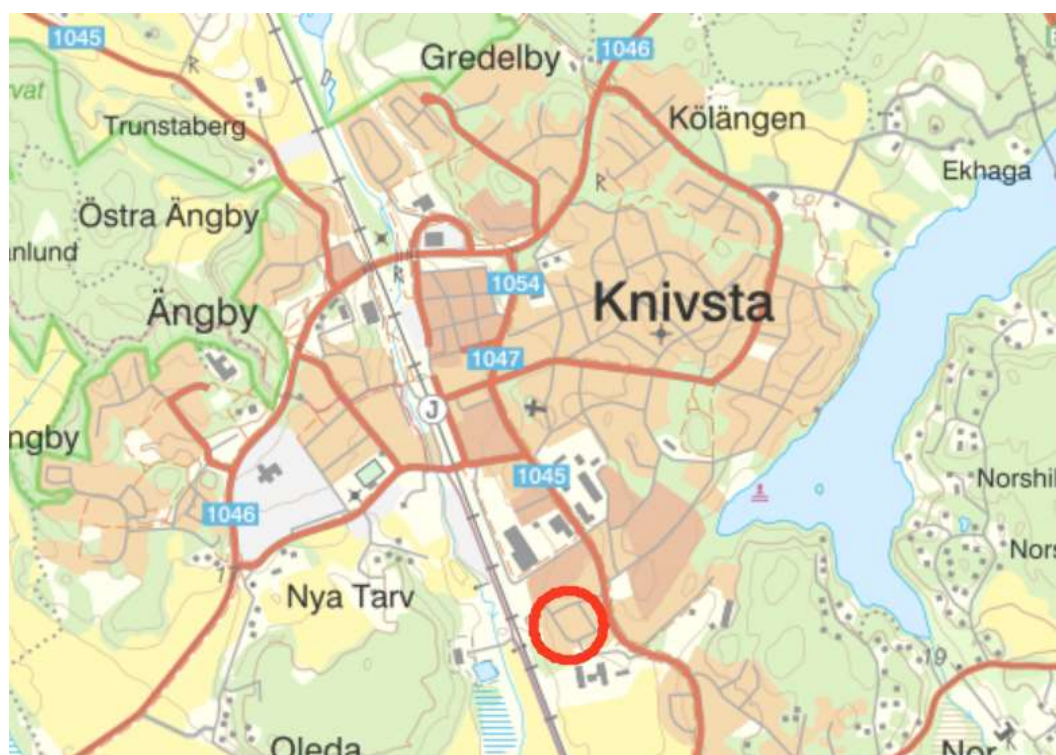 1045
Gredelby
1046
Trunstaberg
Kölängen
Ekhaga
Östra Ängby
anlund
1054
Knivsta
Ängby
1047
J
ngby
1045
1046
Norshil
Nors
Nya Tarv
19
Oleda
Nor